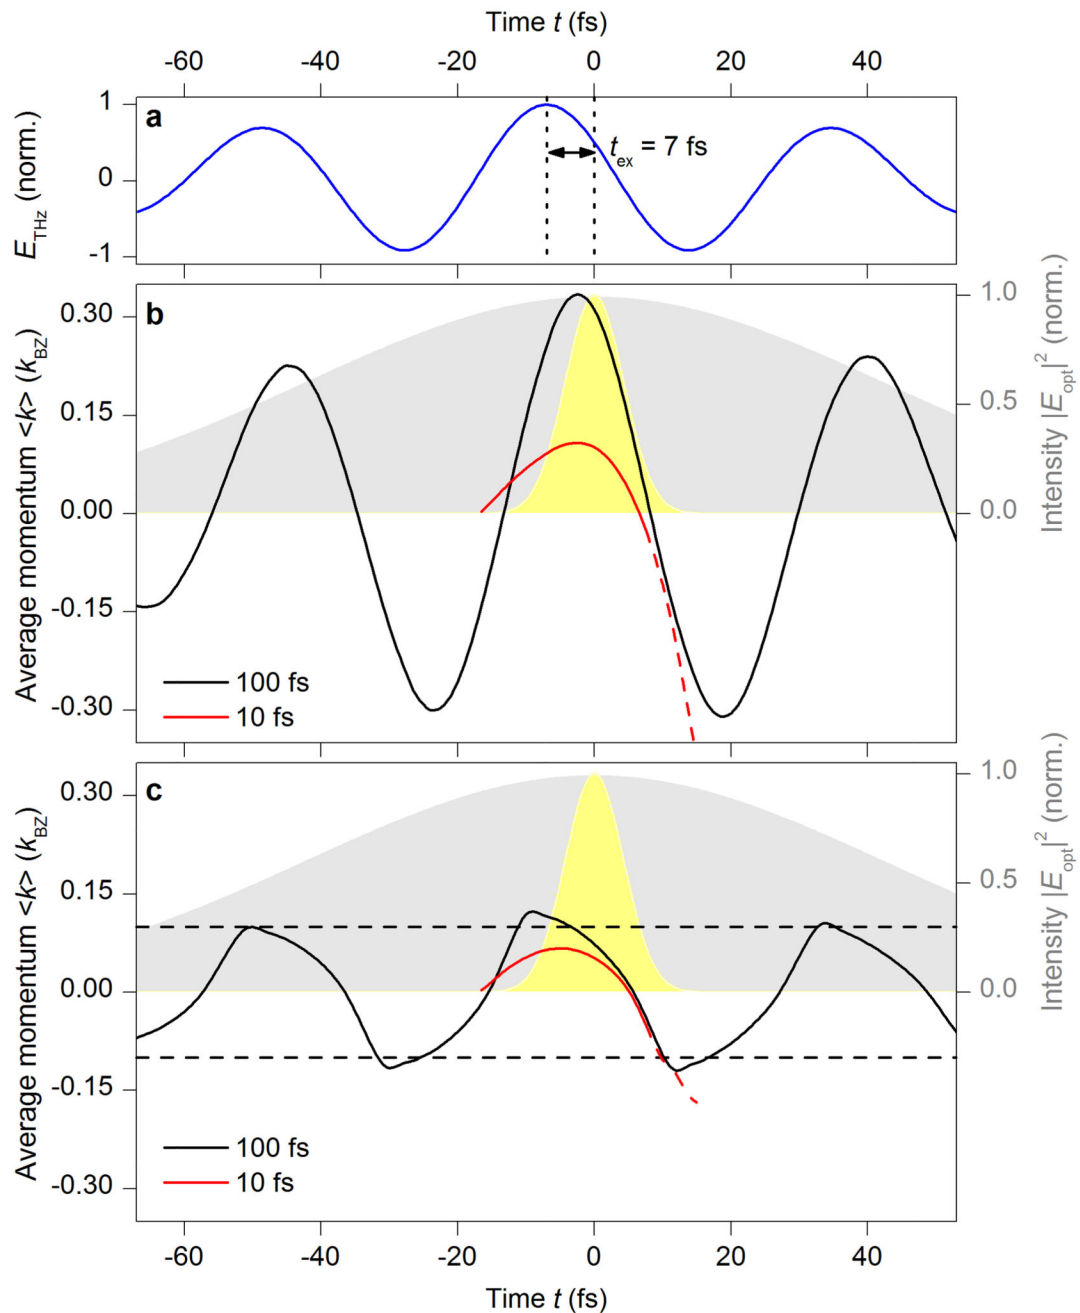 Time t (fs)
-60 -40 -20 0 20 40
a
E_THz (norm.)
1
0
-1
t_ex = 7 fs
b
Average momentum <k> (k_BZ)
0.30
0.15
0.00
-0.15
-0.30
Intensity |E_opt|^2 (norm.)
1.0
0.5
0.0
100 fs
10 fs
c
Average momentum <k> (k_BZ)
0.30
0.15
0.00
-0.15
-0.30
Intensity |E_opt|^2 (norm.)
1.0
0.5
0.0
100 fs
10 fs
-60 -40 -20 0 20 40
Time t (fs)